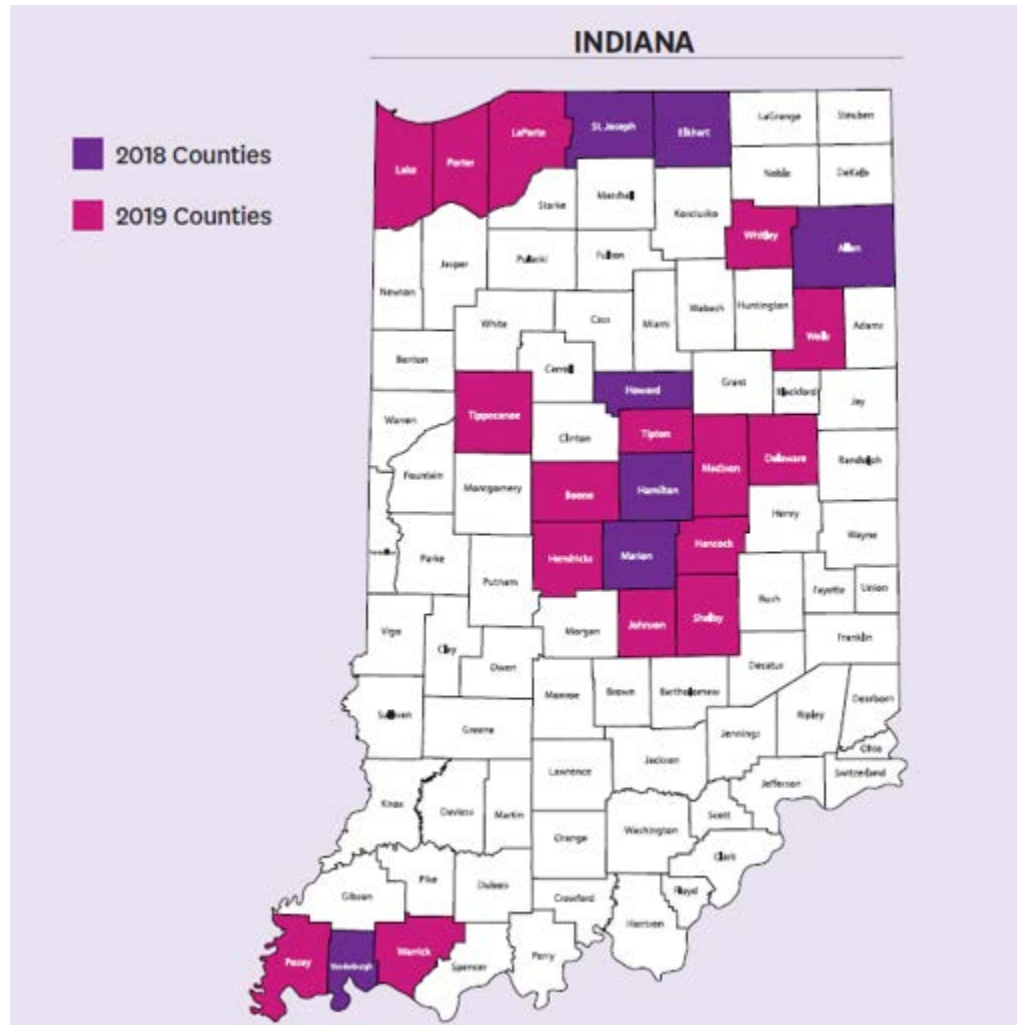 INDIANA
2018 Counties
2019 Counties
Lake
Porter
LaPorte
St. Joseph
Elkhart
LaGrange
Steuben
Noble
DeKalb
Starke
Marshall
Kosciusko
Whitley
Allen
Newton
Jasper
Pulaski
Fulton
White
Cass
Miami
Wabash
Huntington
Wells
Adams
Benton
Carroll
Howard
Grant
Blackford
Jay
Warren
Tippecanoe
Clinton
Tipton
Madison
Delaware
Randolph
Fountain
Montgomery
Boone
Hamilton
Henry
Wayne
Parke
Putnam
Hendricks
Marion
Hancock
Rush
Fayette
Union
Vigo
Clay
Owen
Morgan
Johnson
Shelby
Decatur
Franklin
Sullivan
Greene
Monroe
Brown
Bartholomew
Jennings
Ripley
Dearborn
Ohio
Switzerland
Jefferson
Knox
Daviess
Martin
Lawrence
Jackson
Orange
Washington
Scott
Clark
Gibson
Pike
Dubois
Crawford
Floyd
Harrison
Posey
Vanderburgh
Warrick
Spencer
Perry